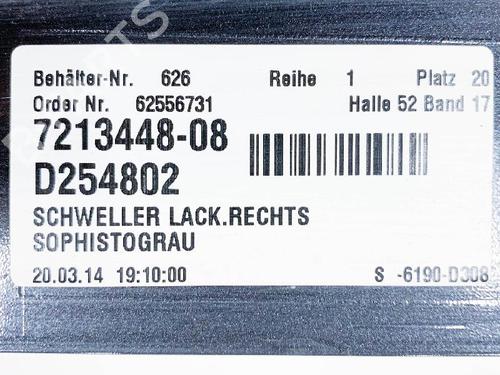 Behälter-Nr. 626 Reihe 1 Platz 20
Order Nr. 62556731 Halle 52 Band 17
7213448-08
D254802
SCHWELLER LACK.RECHTS
SOPHISTOGRAU
20.03.14 19:10:00 S -6190-D308